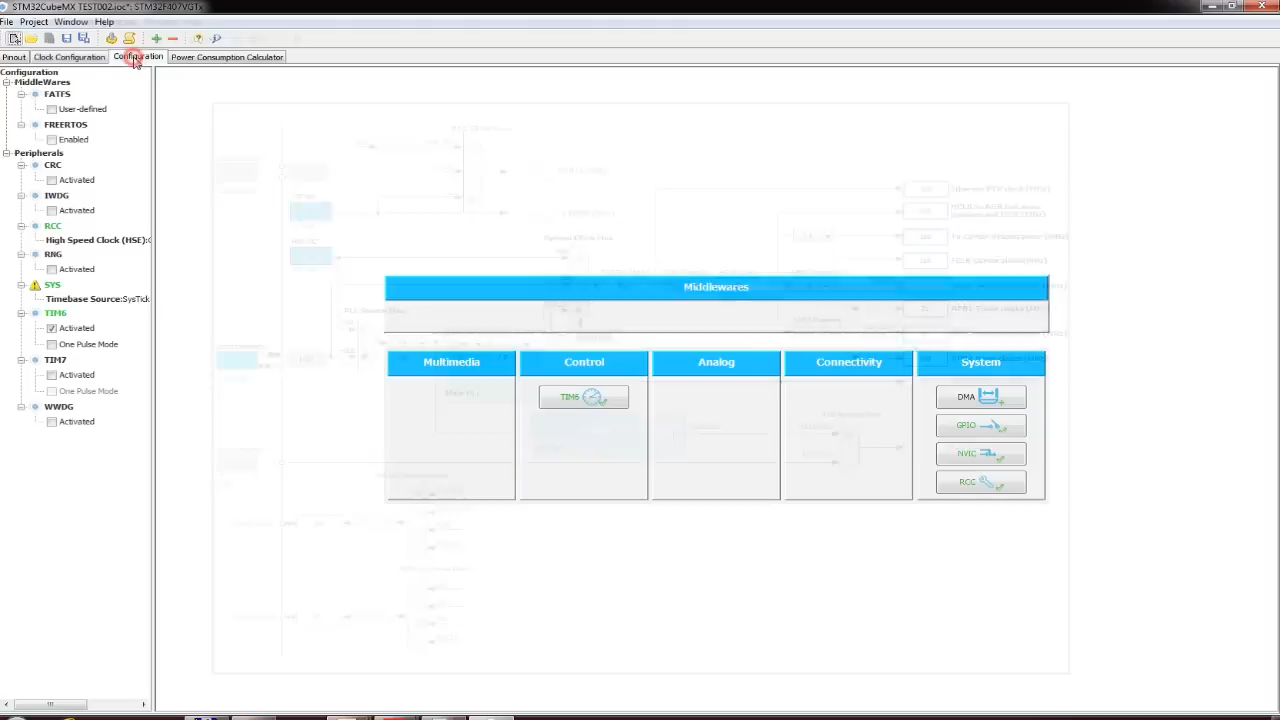 STM32CubeMX TEST002.ioc*: STM32F407VGTx
File Project Window Help
Pinout Clock Configuration Configuration Power Consumption Calculator
Configuration
MiddleWares
FATFS
User-defined
FREERTOS
Enabled
Peripherals
CRC
Activated
IWDG
Activated
RCC
High Speed Clock (HSE):
RNG
Activated
SYS
Timebase Source:SysTick
TIM6
Activated
One Pulse Mode
TIM7
Activated
One Pulse Mode
WWDG
Activated
Middlewares
Multimedia Control Analog Connectivity System
TIM6
DMA
GPIO
NVIC
RCC